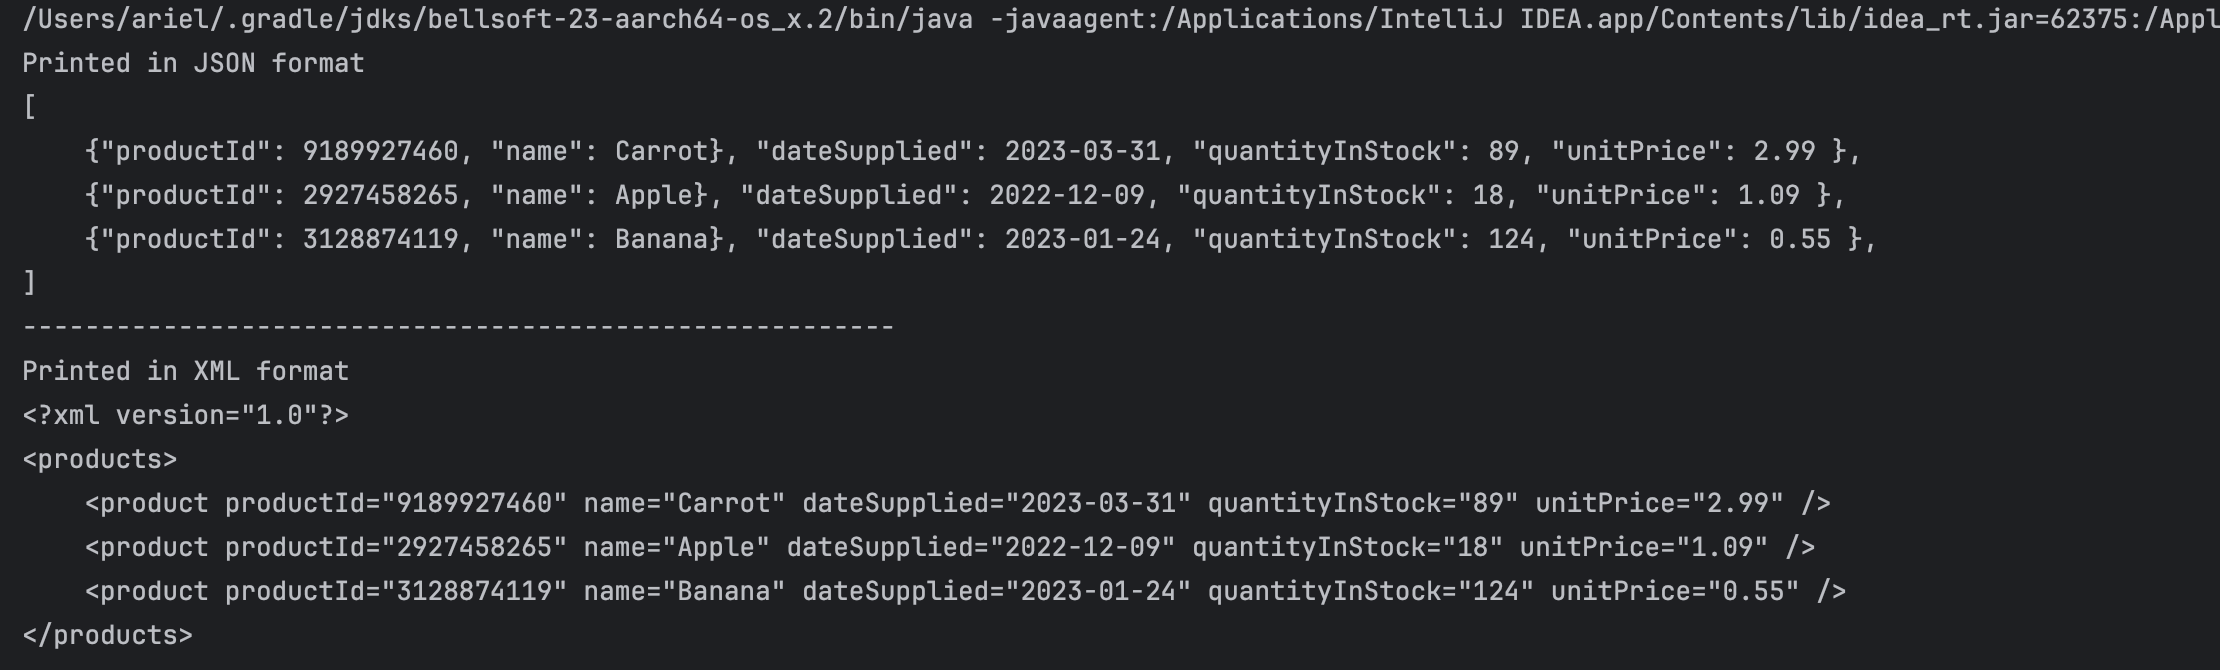 /Users/ariel/.gradle/jdks/bellsoft-23-aarch64-os_x.2/bin/java -javaagent:/Applications/IntelliJ IDEA.app/Contents/lib/idea_rt.jar=62375:/Appl
Printed in JSON format
[
    {"productId": 9189927460, "name": Carrot}, "dateSupplied": 2023-03-31, "quantityInStock": 89, "unitPrice": 2.99 },
    {"productId": 2927458265, "name": Apple}, "dateSupplied": 2022-12-09, "quantityInStock": 18, "unitPrice": 1.09 },
    {"productId": 3128874119, "name": Banana}, "dateSupplied": 2023-01-24, "quantityInStock": 124, "unitPrice": 0.55 },
]
--------------------------------------------------------
Printed in XML format
<?xml version="1.0"?>
<products>
    <product productId="9189927460" name="Carrot" dateSupplied="2023-03-31" quantityInStock="89" unitPrice="2.99" />
    <product productId="2927458265" name="Apple" dateSupplied="2022-12-09" quantityInStock="18" unitPrice="1.09" />
    <product productId="3128874119" name="Banana" dateSupplied="2023-01-24" quantityInStock="124" unitPrice="0.55" />
</products>